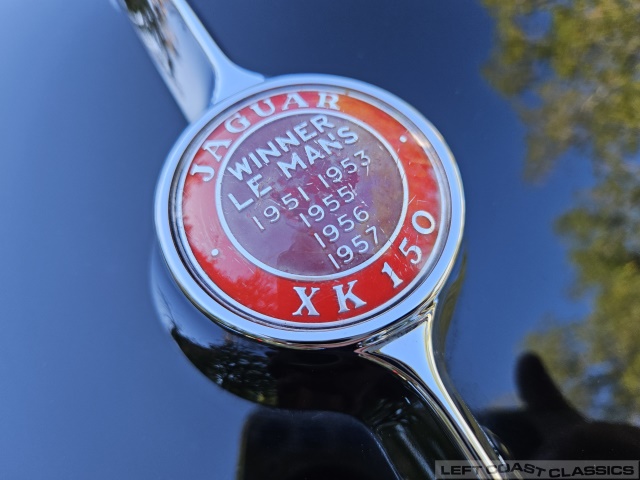 JAGUAR
WINNER
LE MANS
1951-1953
1955
1956
1957
XK 150
LEFT COAST CLASSICS